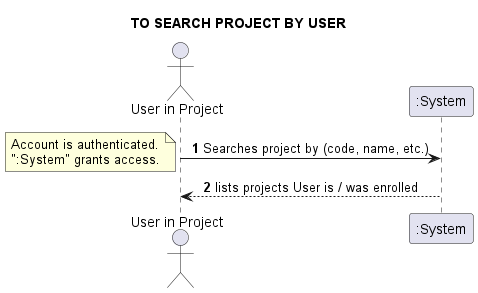 TO SEARCH PROJECT BY USER
User in Project
:System
Account is authenticated.
":System" grants access.
1 Searches project by (code, name, etc.)
2 lists projects User is / was enrolled
User in Project
:System